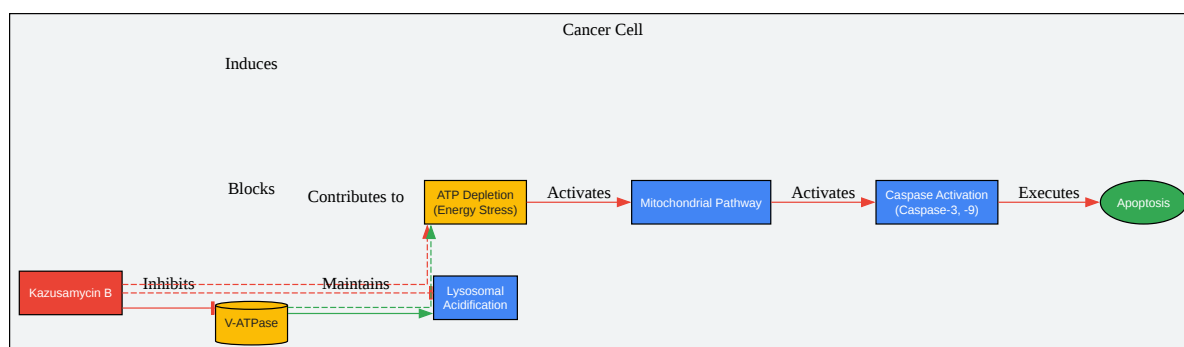 Cancer Cell
Induces
Blocks
Contributes to
ATP Depletion
(Energy Stress)
Activates
Mitochondrial Pathway
Activates
Caspase Activation
(Caspase-3, -9)
Executes
Apoptosis
Kazusamycin B
Inhibits
V-ATPase
Maintains
Lysosomal
Acidification